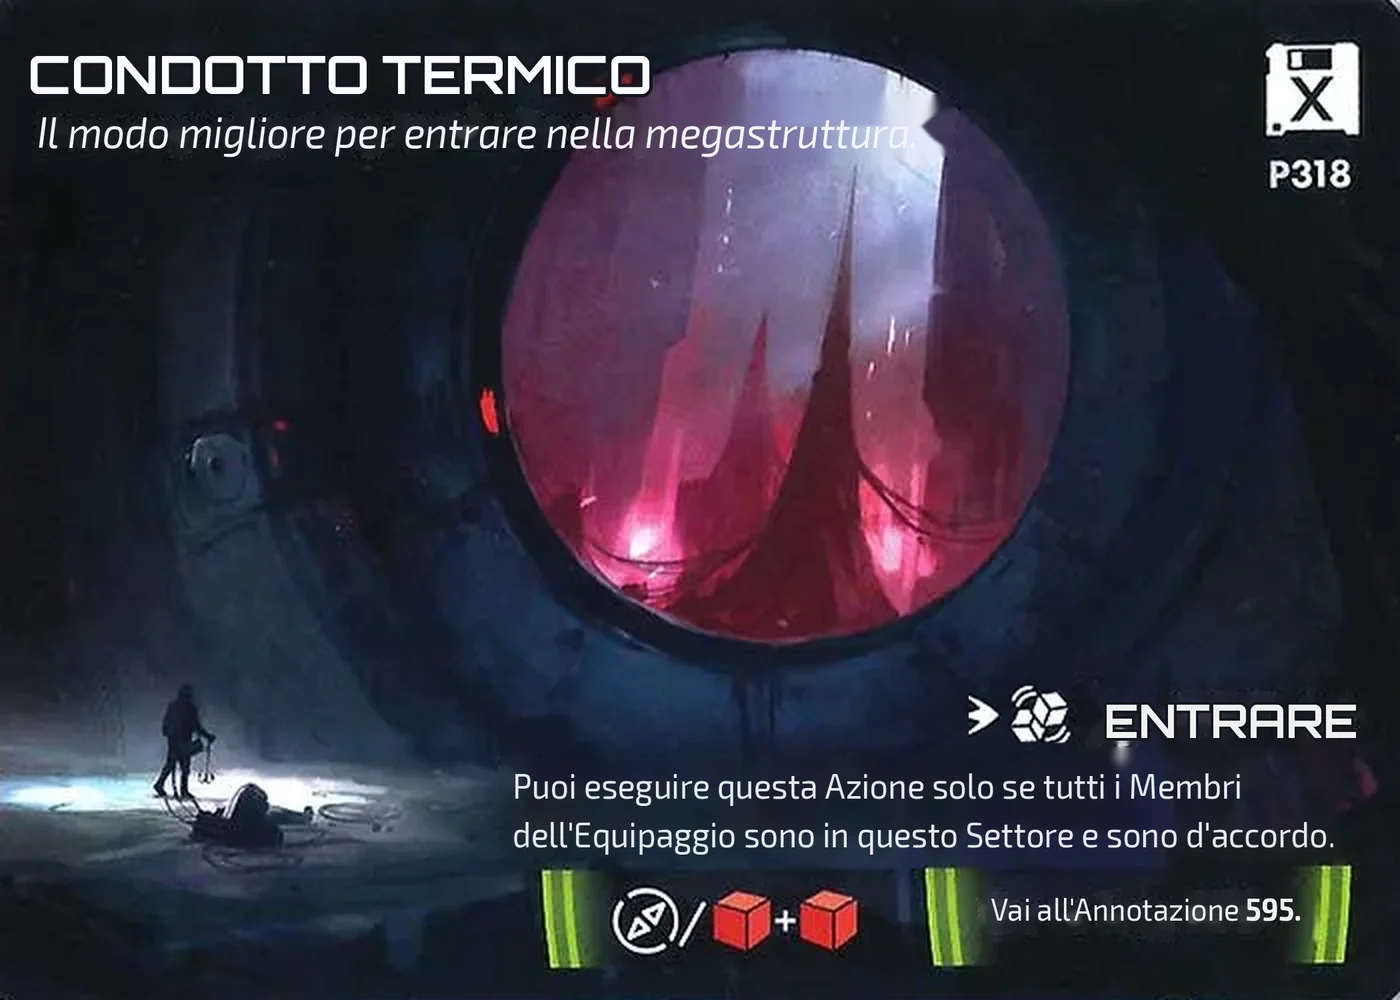 CONDOTTO TERMICO
Il modo migliore per entrare nella megastruttura.
X
P318
ENTRARE
Puoi eseguire questa Azione solo se tutti i Membri
dell'Equipaggio sono in questo Settore e sono d'accordo.
/ +
Vai all'Annotazione 595.